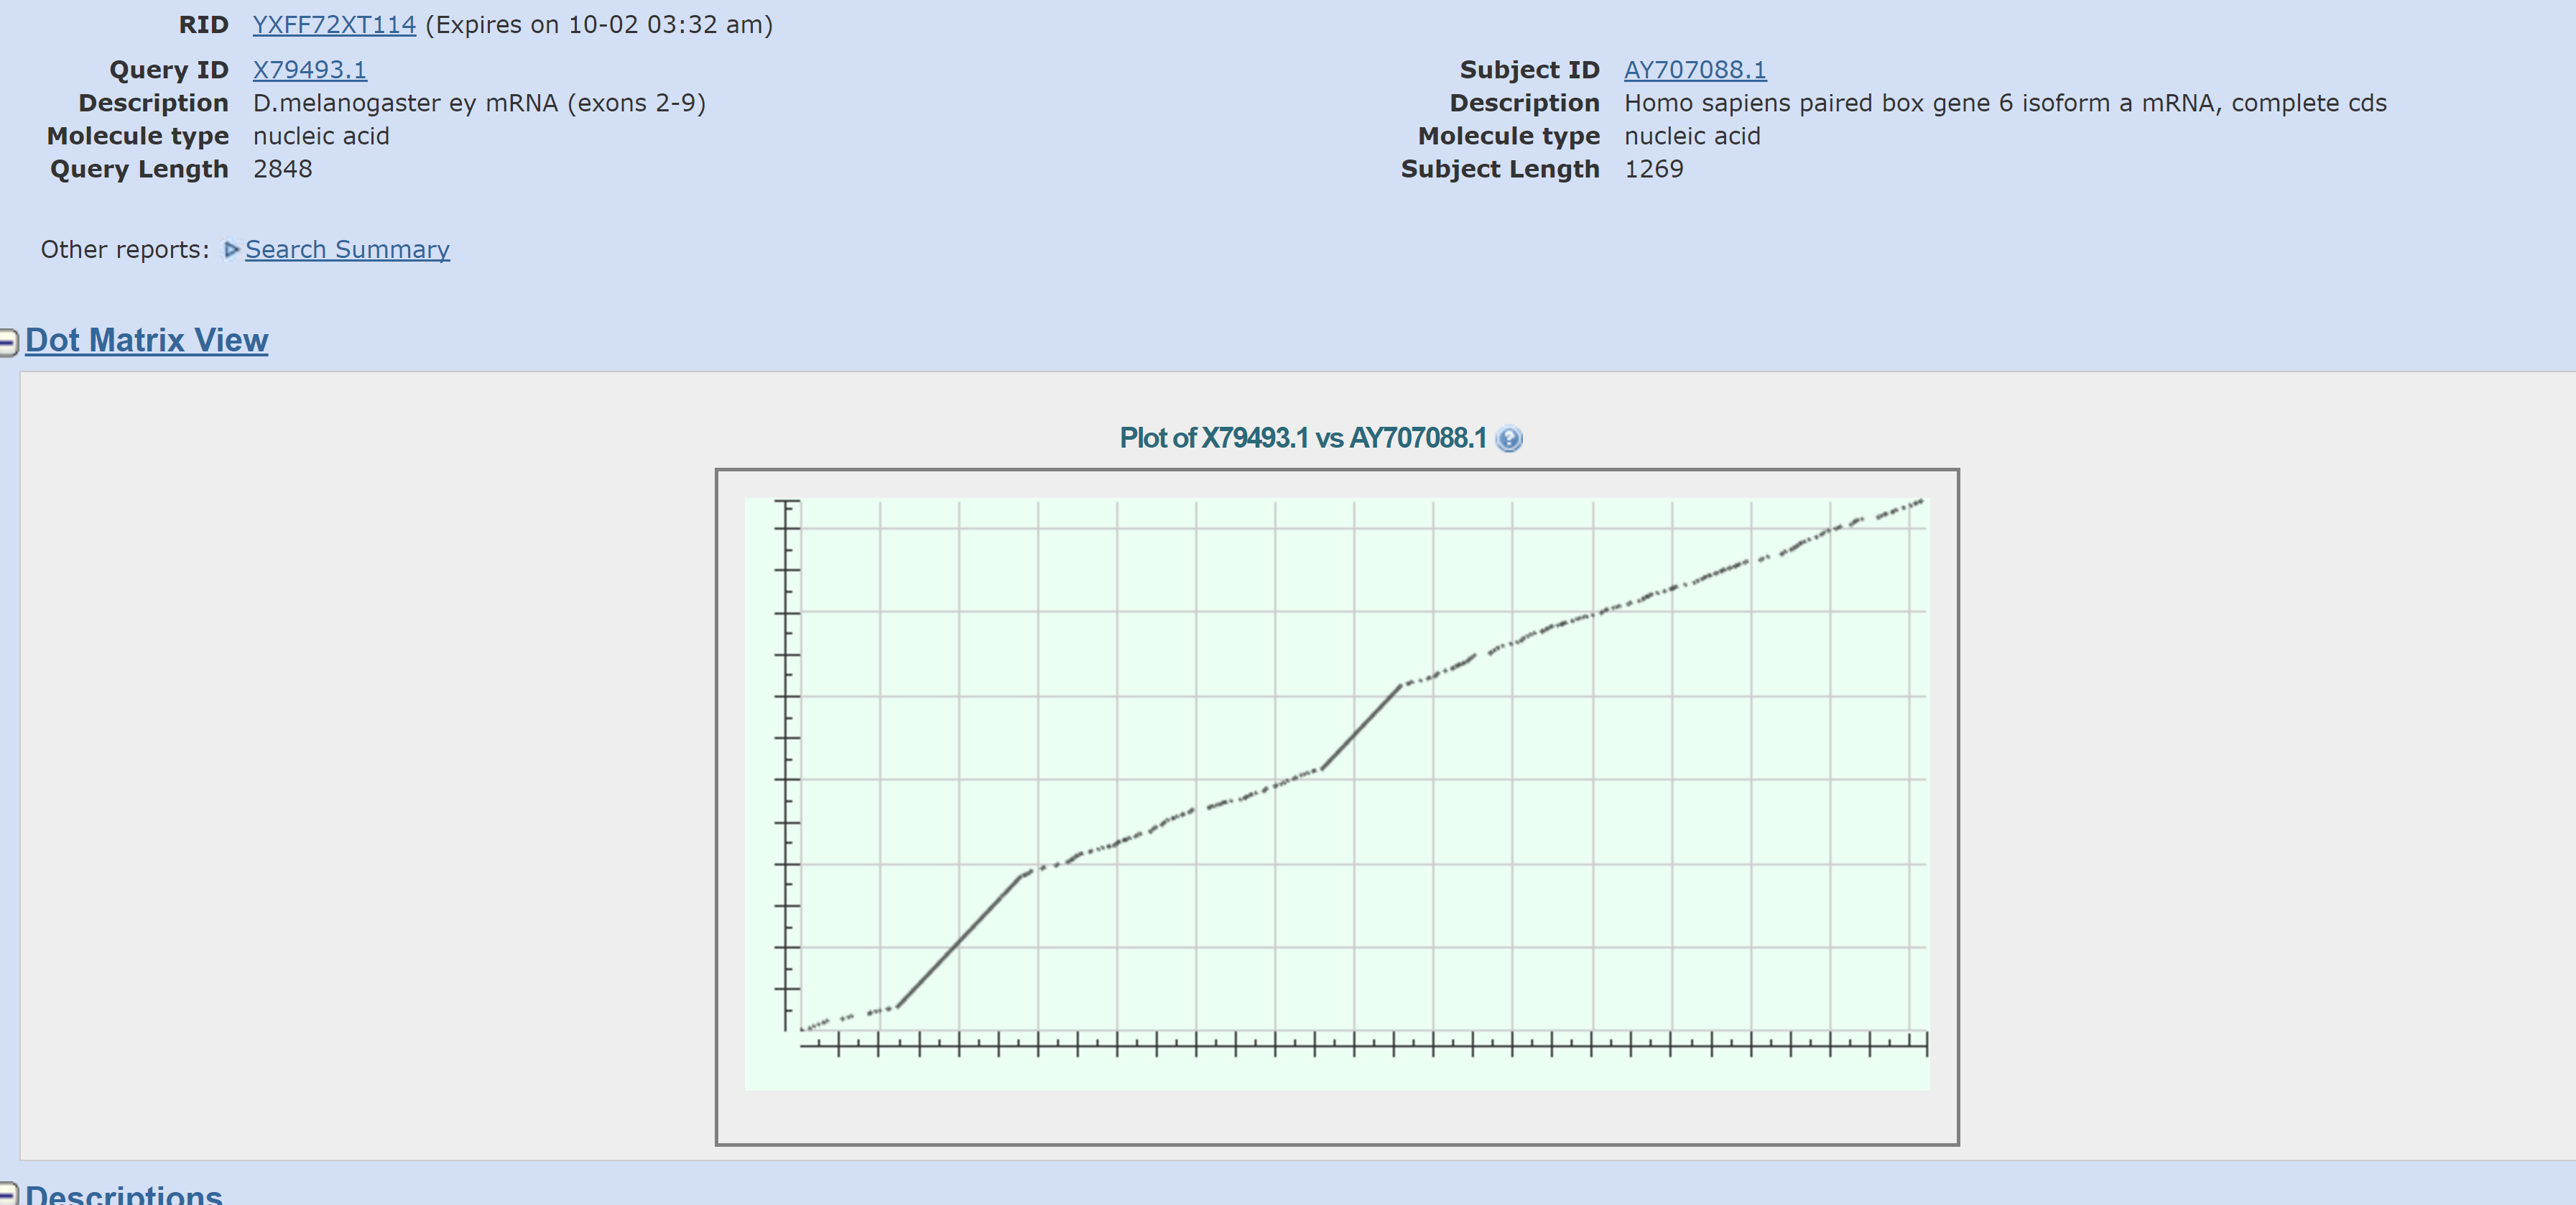 RID YXFF72XT114 (Expires on 10-02 03:32 am)
Query ID X79493.1
Description D.melanogaster ey mRNA (exons 2-9)
Molecule type nucleic acid
Query Length 2848
Subject ID AY707088.1
Description Homo sapiens paired box gene 6 isoform a mRNA, complete cds
Molecule type nucleic acid
Subject Length 1269
Other reports: Search Summary
Dot Matrix View
Plot of X79493.1 vs AY707088.1 ?
Descriptions